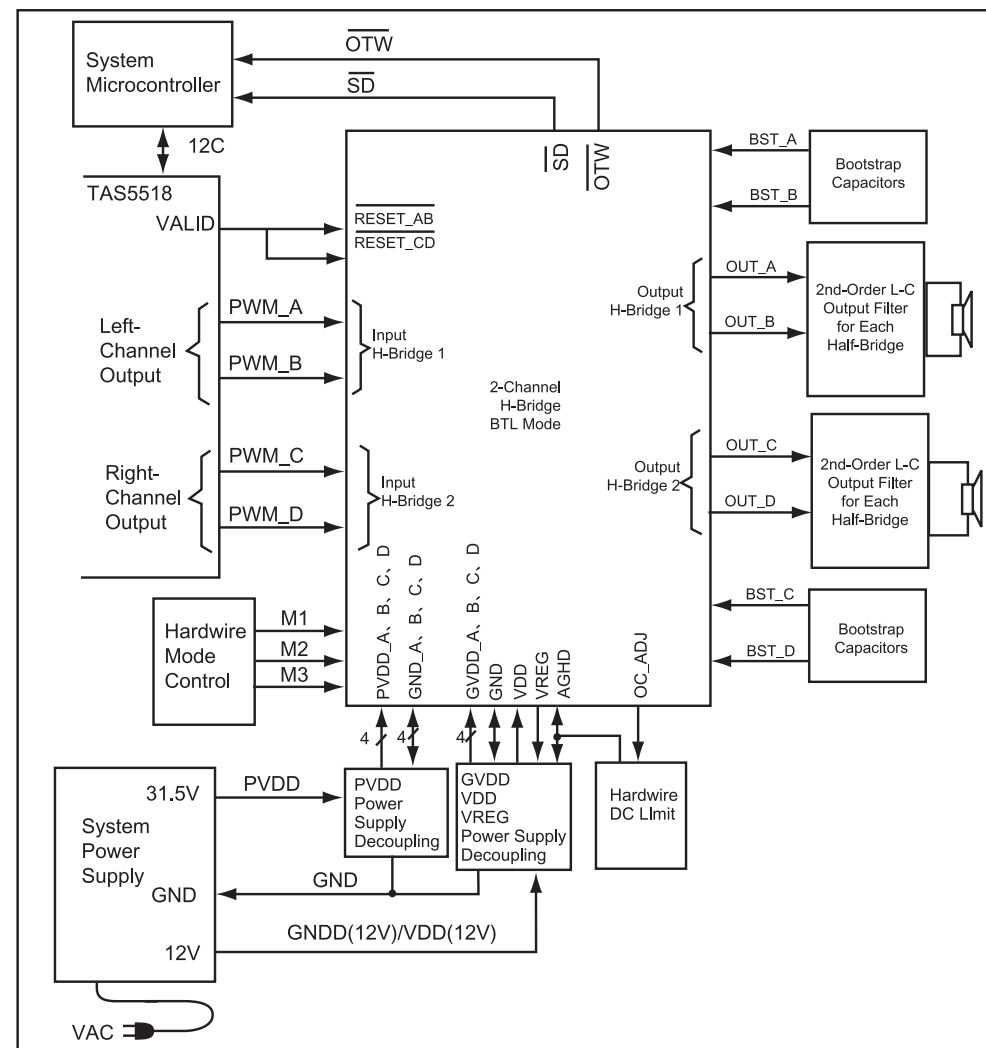 System
Microcontroller
OTW
SD
12C
TAS5518
VALID
RESET_AB
RESET_CD
SD
OTW
BST_A
BST_B
Bootstrap
Capacitors
Left-
Channel
Output
PWM_A
PWM_B
Input
H-Bridge 1
Output
H-Bridge 1
OUT_A
OUT_B
2nd-Order L-C
Output Filter
for Each
Half-Bridge
2-Channel
H-Bridge
BTL Mode
Right-
Channel
Output
PWM_C
PWM_D
Input
H-Bridge 2
Output
H-Bridge 2
OUT_C
OUT_D
2nd-Order L-C
Output Filter
for Each
Half-Bridge
Hardwire
Mode
Control
M1
M2
M3
PVDD_A、B、C、D
GND_A、B、C、D
GVDD_A、B、C、D
GND
VDD
VREG
AGHD
OC_ADJ
BST_C
BST_D
Bootstrap
Capacitors
4
4
4
31.5V
System
Power
Supply
GND
12V
PVDD
PVDD
Power
Supply
Decoupling
GVDD
VDD
VREG
Power Supply
Decoupling
Hardwire
DC LImit
GND
GNDD(12V)/VDD(12V)
VAC